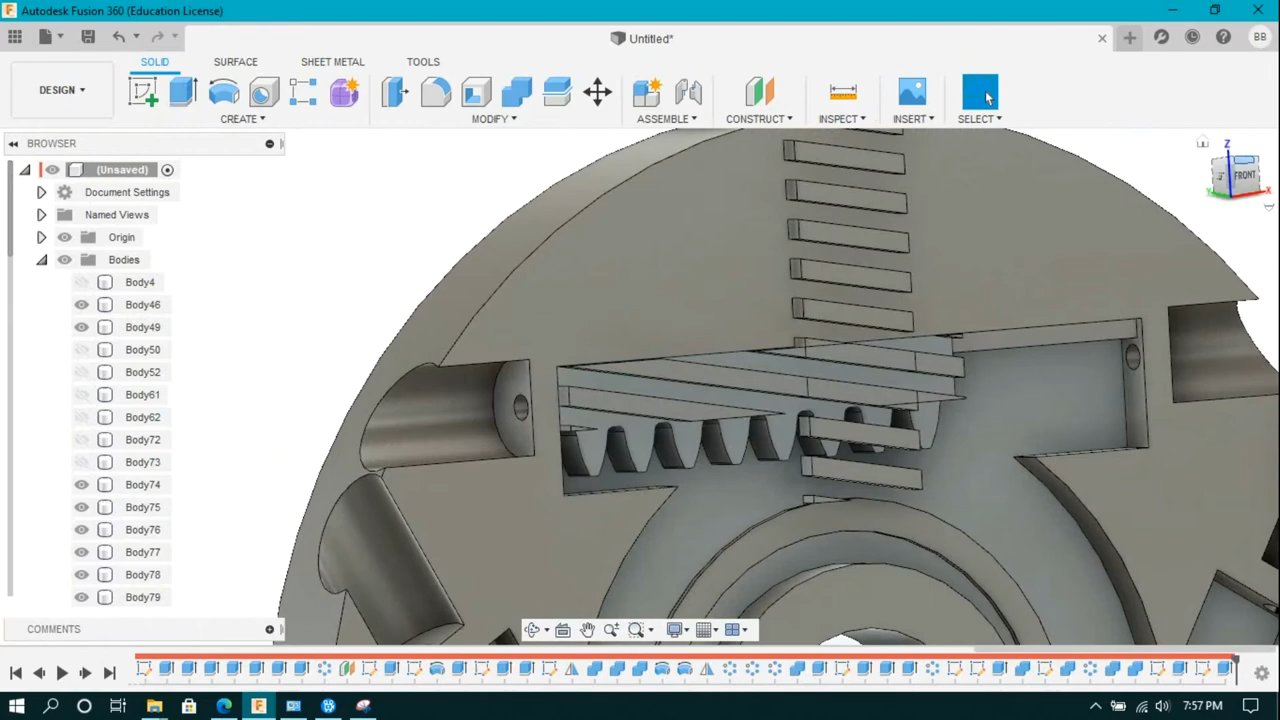 Autodesk Fusion 360 (Education License)
Untitled*
BB
SOLID SURFACE SHEET METAL TOOLS
DESIGN
CREATE MODIFY ASSEMBLE CONSTRUCT INSPECT INSERT SELECT
BROWSER
(Unsaved)
Document Settings
Named Views
Origin
Bodies
Body4
Body46
Body49
Body50
Body52
Body61
Body62
Body72
Body73
Body74
Body75
Body76
Body77
Body78
Body79
Z
FRONT
X
COMMENTS
7:57 PM